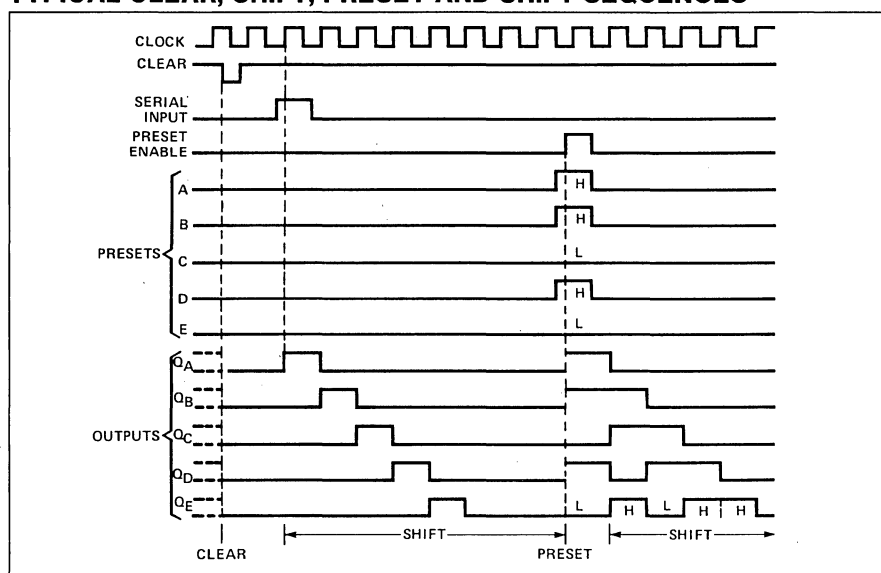 TYPICAL CLEAR, SHIFT, PRESET AND SHIFT SEQUENCES
CLOCK
CLEAR
SERIAL
INPUT
PRESET
ENABLE
A
H
B
H
PRESETS
C
L
D
H
E
L
QA
QB
OUTPUTS
QC
QD
QE
L
H
L
H
H
SHIFT
SHIFT
CLEAR
PRESET